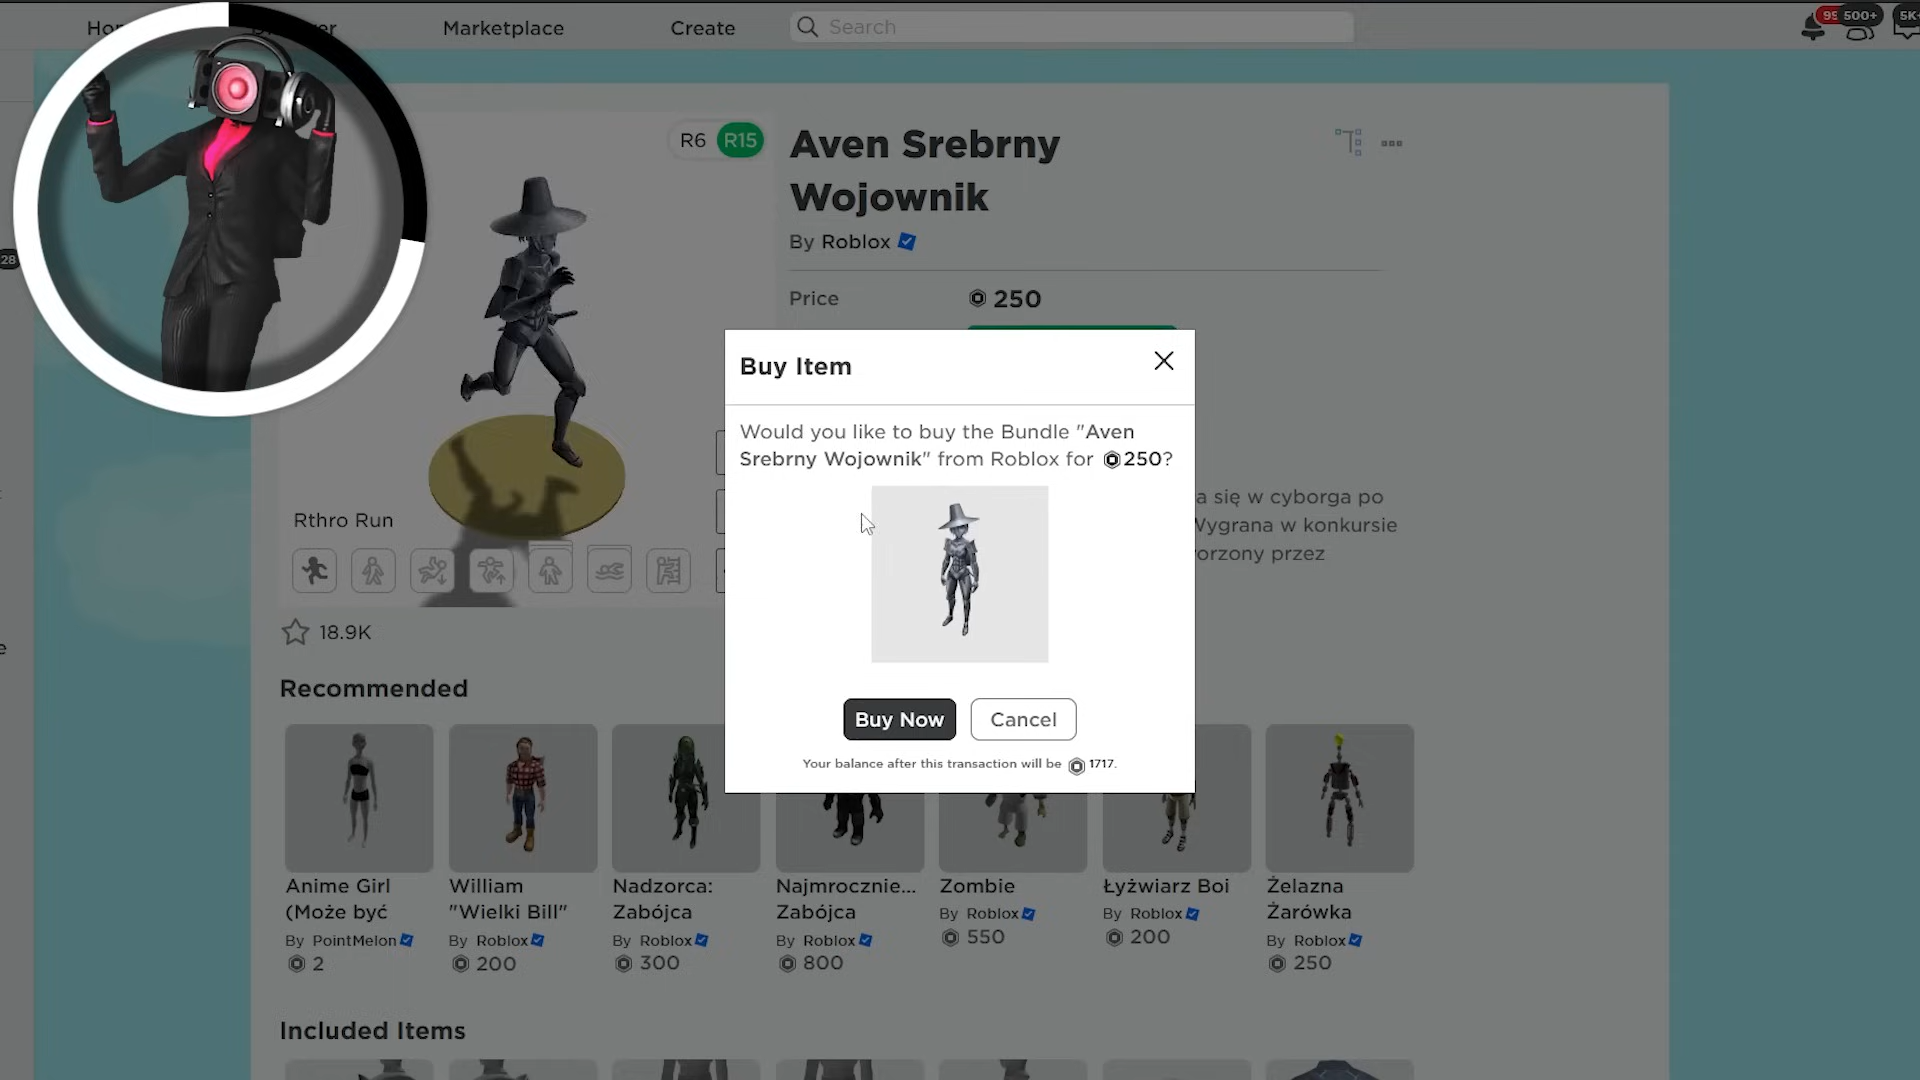 Marketplace
Create
Search
99
500+
5K+
28
R6 R15
Aven Srebrny
Wojownik
By Roblox
Price
250
Buy Item
Would you like to buy the Bundle "Aven
Srebrny Wojownik" from Roblox for 250?
a się w cyborga po
Wygrana w konkursie
orzony przez
Rthro Run
Buy Now
Cancel
Your balance after this transaction will be 1717.
18.9K
Recommended
Anime Girl
(Może być
By PointMelon
2
William
"Wielki Bill"
By Roblox
200
Nadzorca:
Zabójca
By Roblox
300
Najmrocznie...
Zabójca
By Roblox
800
Zombie
By Roblox
550
Łyżwiarz Boi
By Roblox
200
Żelazna
Żarówka
By Roblox
250
Included Items